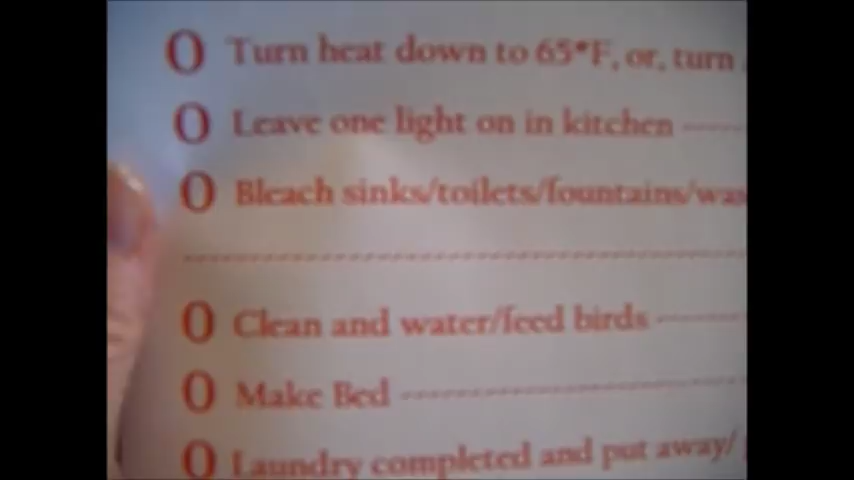 O Turn heat down to 65°F, or, turn
O Leave one light on in kitchen
O Bleach sinks/toilets/fountains/was
O Clean and water/feed birds
O Make Bed
O Laundry completed and put away/